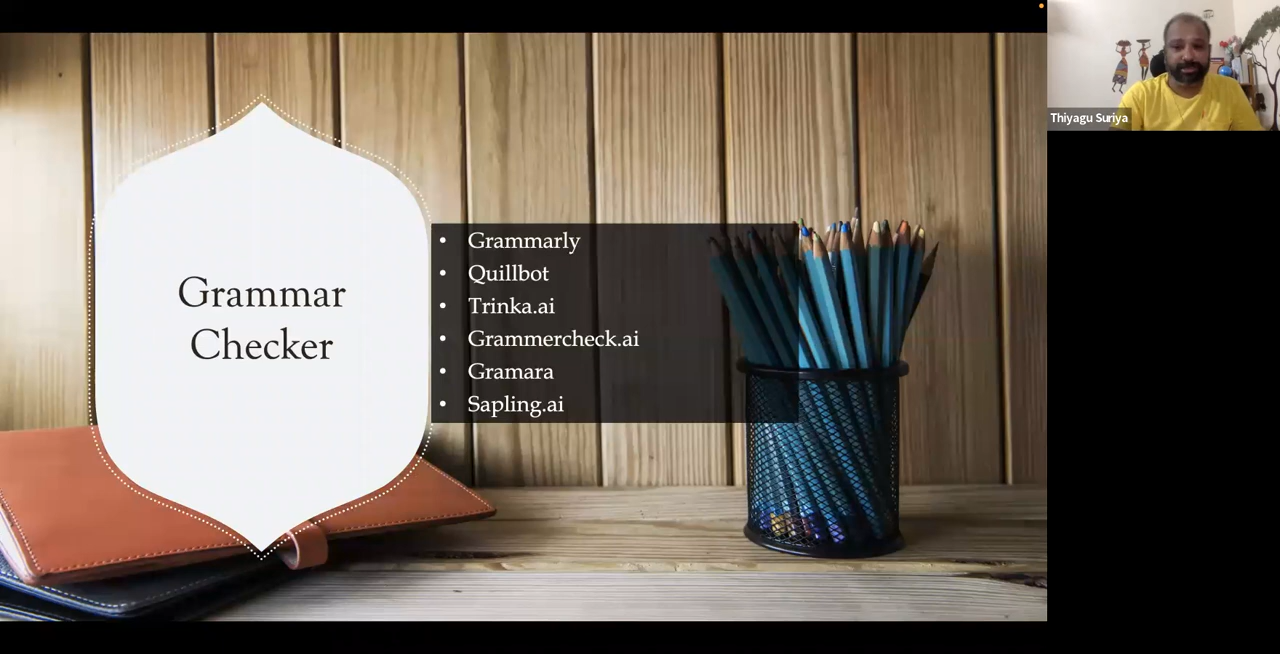 Grammar
Checker
• Grammarly
• Quillbot
• Trinka.ai
• Grammercheck.ai
• Gramara
• Sapling.ai
Thiyagu Suriya